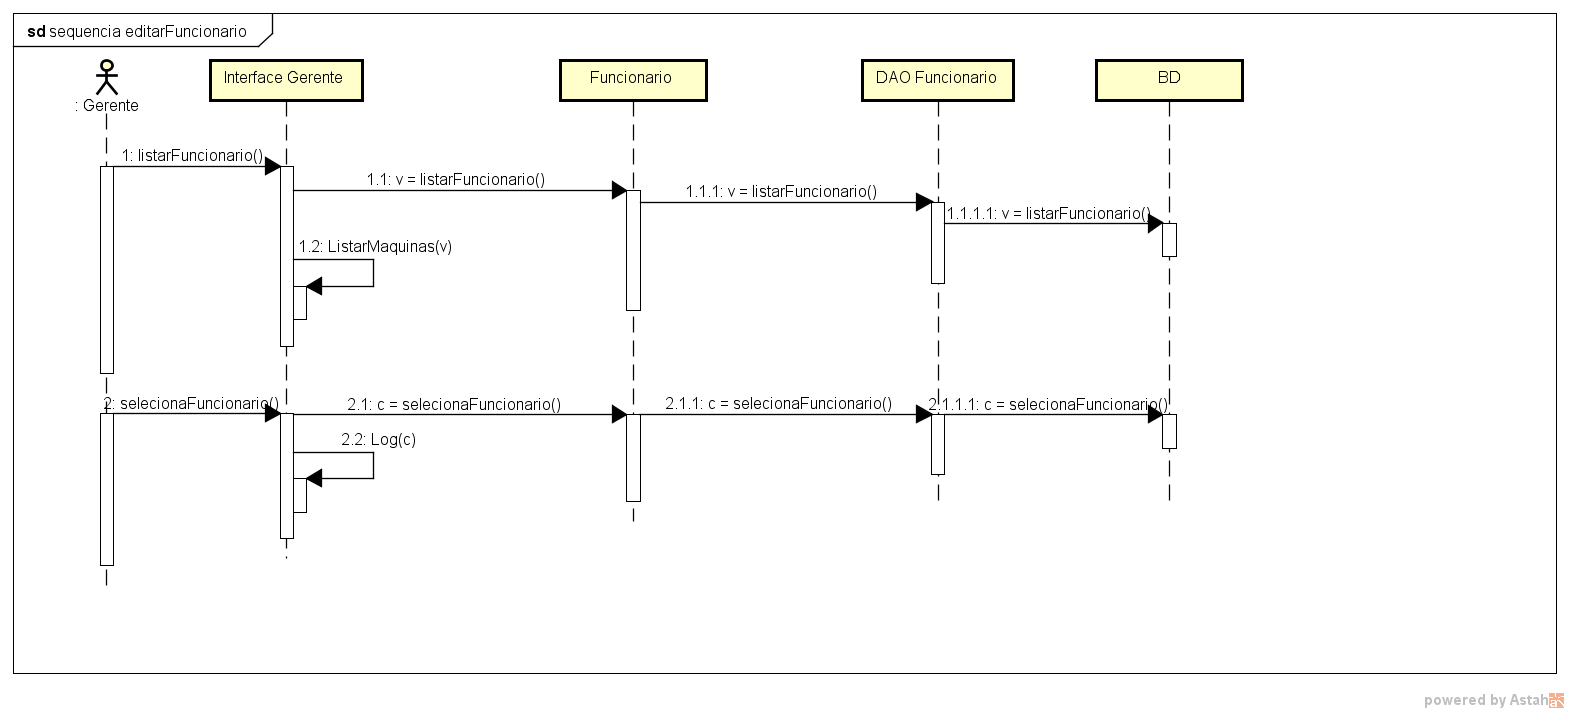 sd sequencia editarFuncionario
: Gerente
Interface Gerente
Funcionario
DAO Funcionario
BD
1: listarFuncionario()
1.1: v = listarFuncionario()
1.1.1: v = listarFuncionario()
1.1.1.1: v = listarFuncionario()
1.2: ListarMaquinas(v)
2: selecionaFuncionario()
2.1: c = selecionaFuncionario()
2.1.1: c = selecionaFuncionario()
2.1.1.1: c = selecionaFuncionario()
2.2: Log(c)
powered by Astah